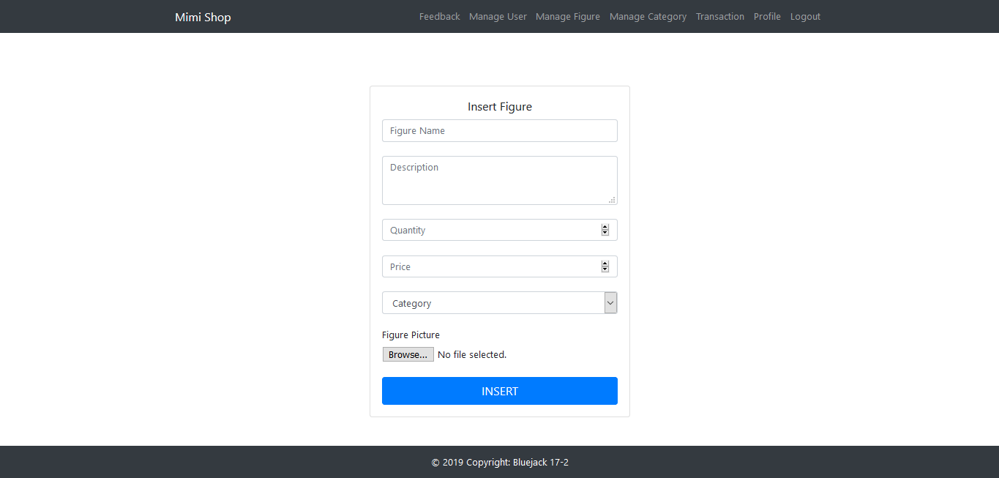 Mimi Shop Feedback Manage User Manage Figure Manage Category Transaction Profile Logout
Insert Figure
Figure Name
Description
Quantity
Price
Category
Figure Picture
Browse... No file selected.
INSERT
© 2019 Copyright: Bluejack 17-2